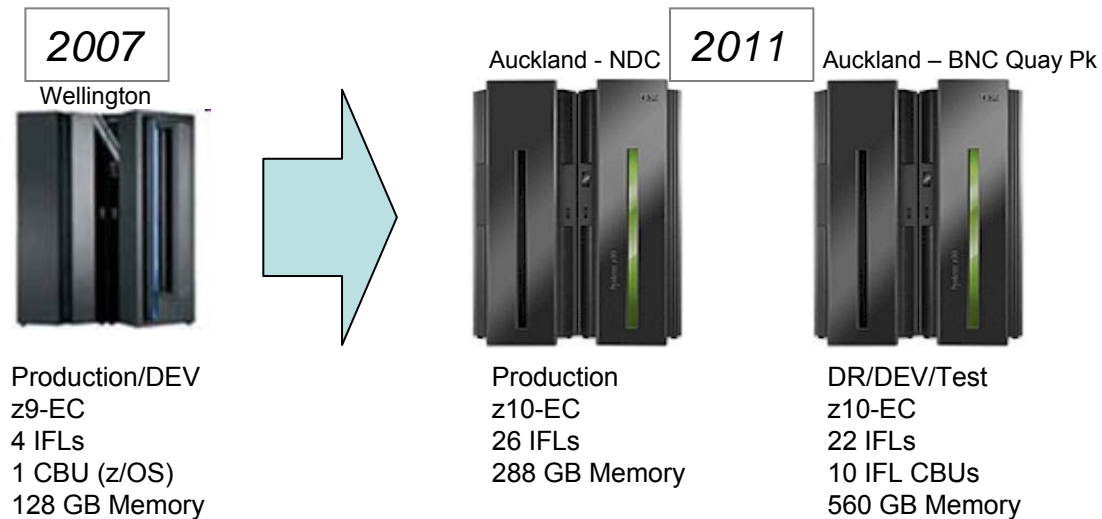 2007
Wellington
Production/DEV
z9-EC
4 IFLs
1 CBU (z/OS)
128 GB Memory
2011
Auckland - NDC
Production
z10-EC
26 IFLs
288 GB Memory
Auckland – BNC Quay Pk
DR/DEV/Test
z10-EC
22 IFLs
10 IFL CBUs
560 GB Memory